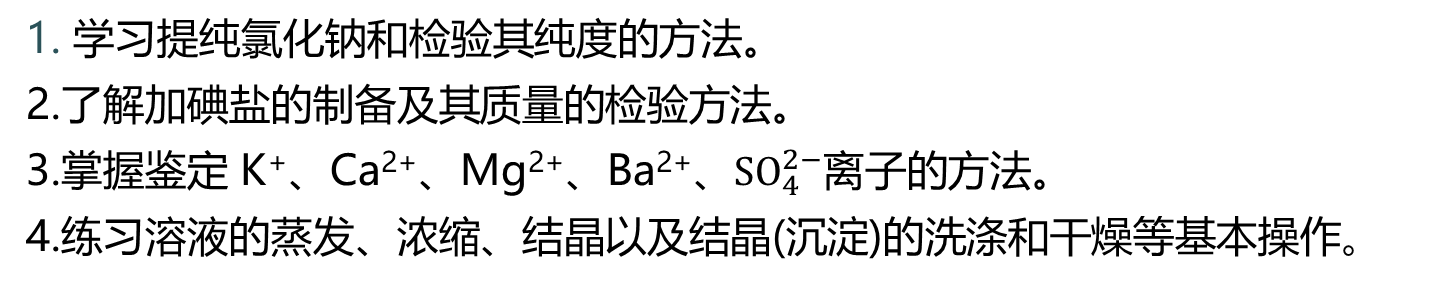 1. 学习提纯氯化钠和检验其纯度的方法。
2.了解加碘盐的制备及其质量的检验方法。
3.掌握鉴定 K⁺、Ca²⁺、Mg²⁺、Ba²⁺、SO₄²⁻离子的方法。
4.练习溶液的蒸发、浓缩、结晶以及结晶(沉淀)的洗涤和干燥等基本操作。